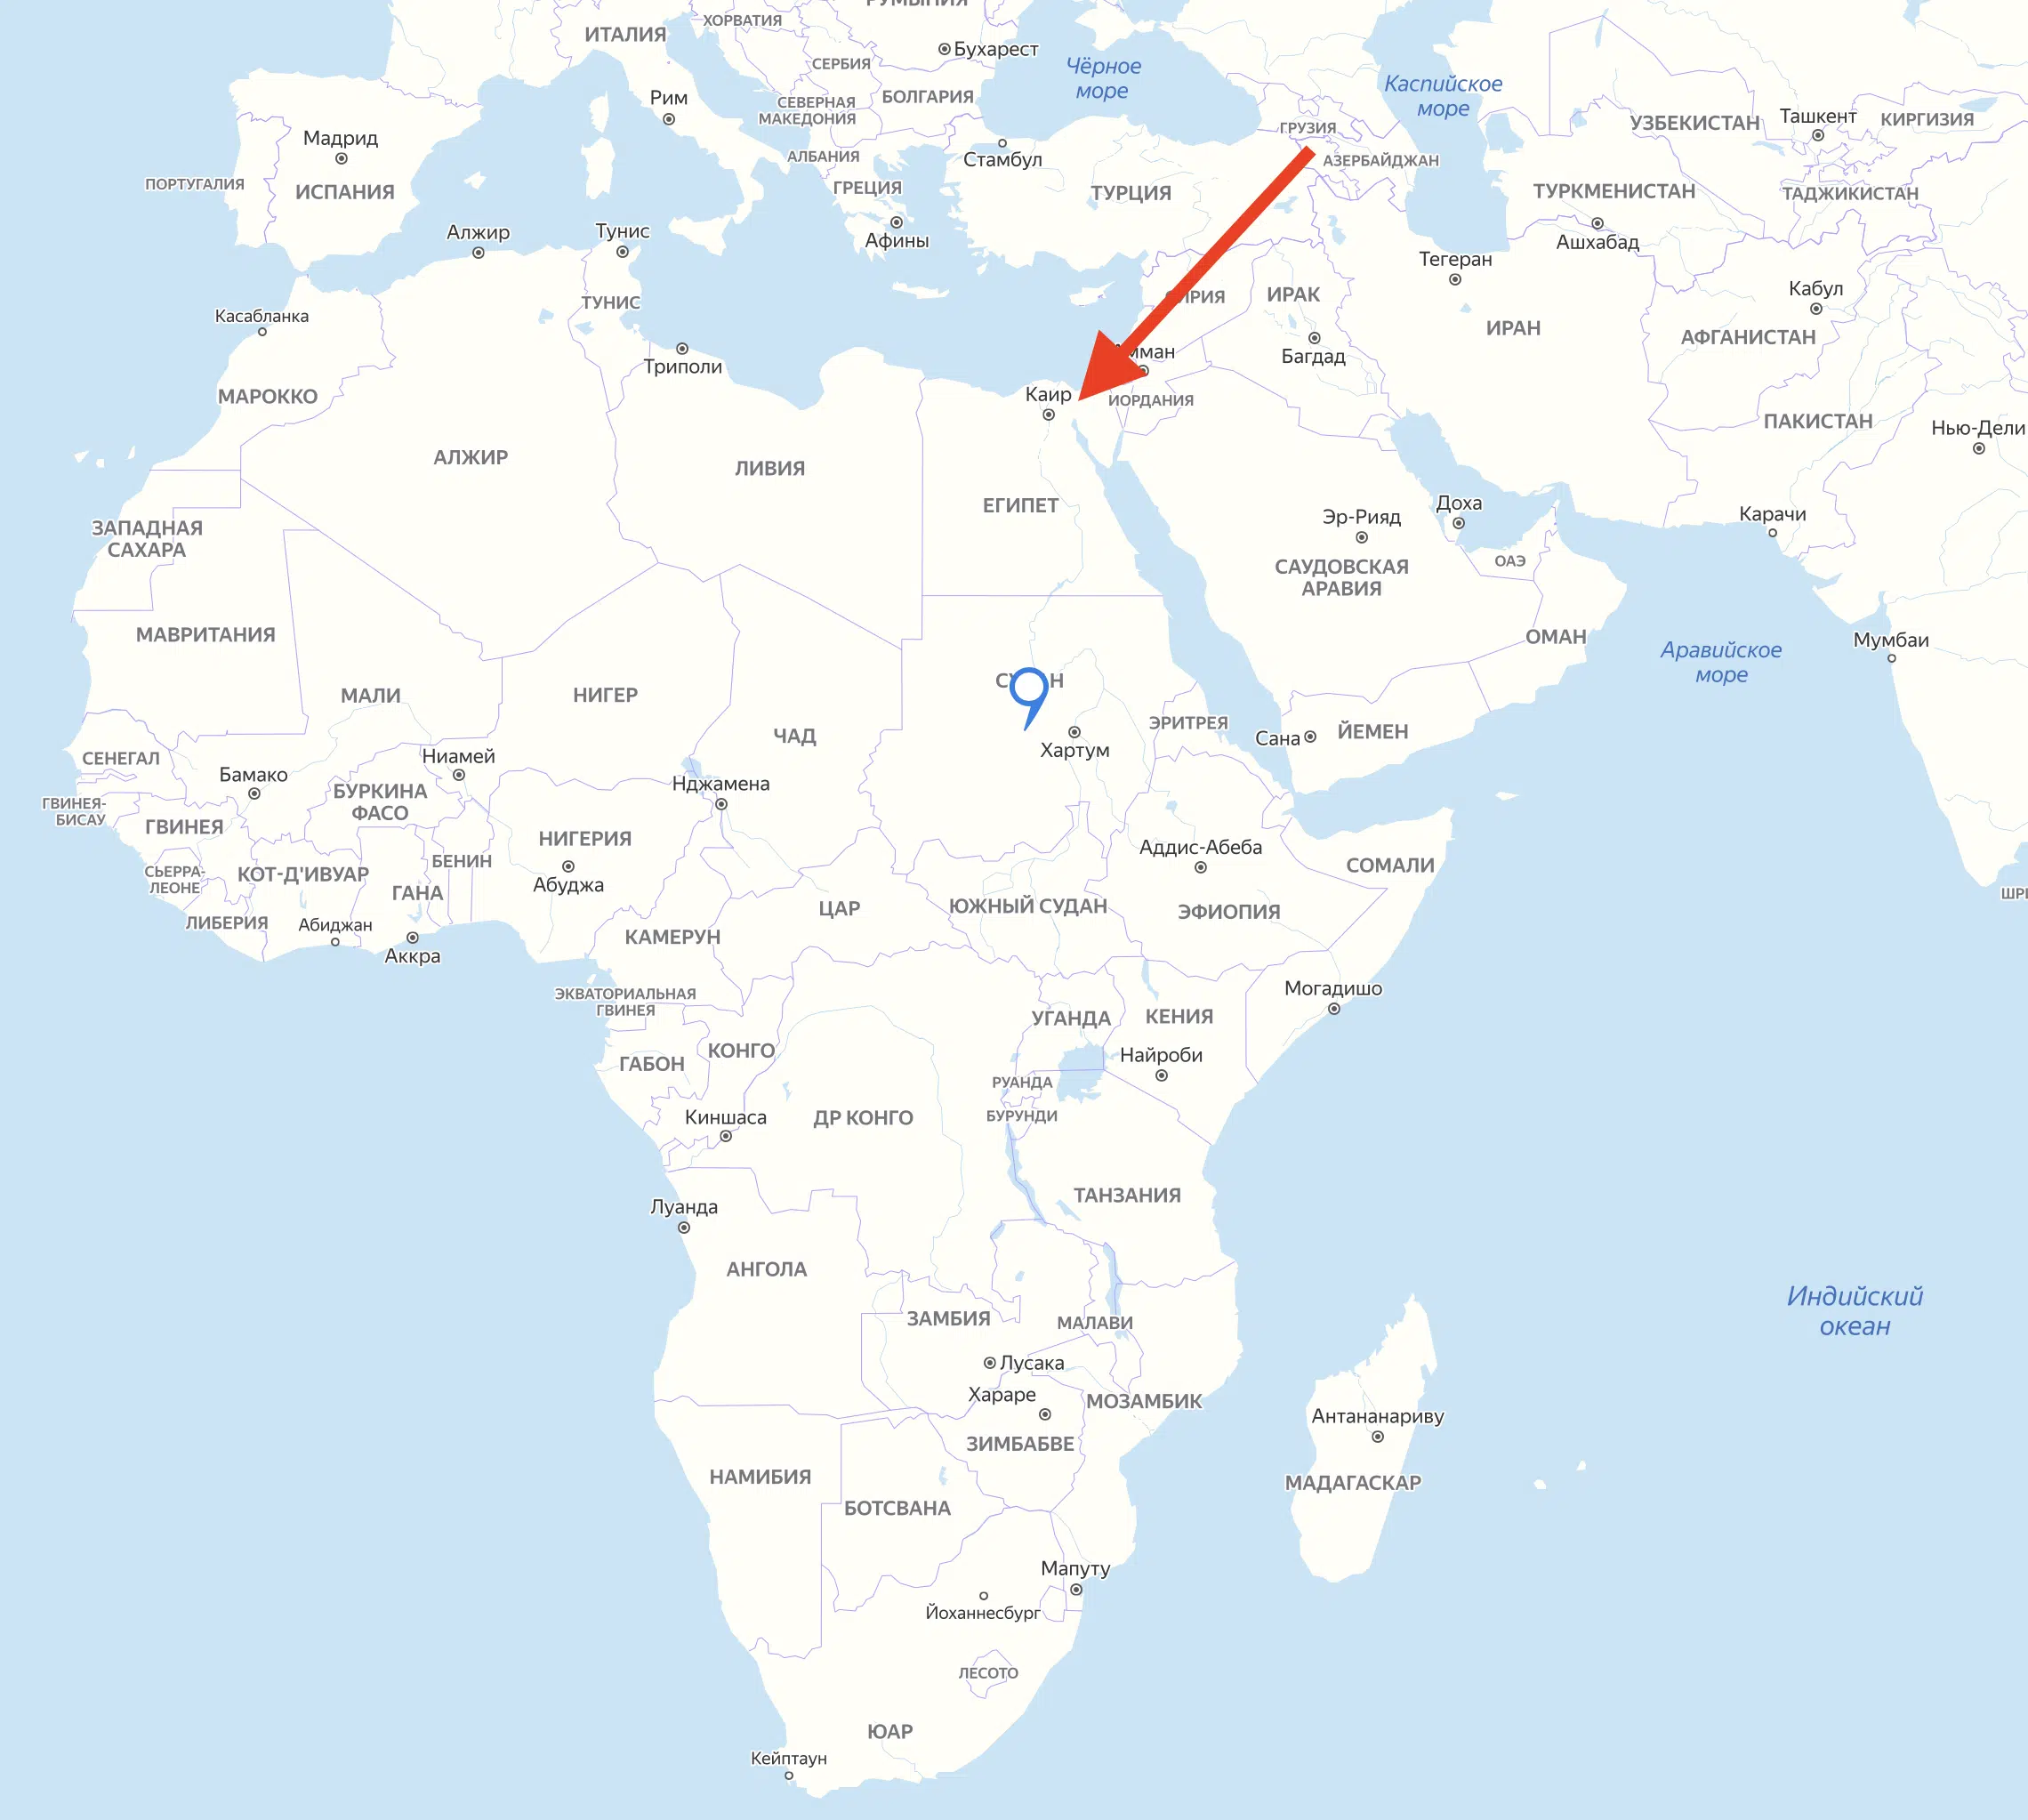 РУМЫНИЯ
ХОРВАТИЯ
ИТАЛИЯ
Бухарест
СЕРБИЯ
Чёрное
море
Каспийское
море
Рим
СЕВЕРНАЯ
МАКЕДОНИЯ
БОЛГАРИЯ
ГРУЗИЯ
УЗБЕКИСТАН
Ташкент
КИРГИЗИЯ
Мадрид
АЛБАНИЯ
Стамбул
АЗЕРБАЙДЖАН
ПОРТУГАЛИЯ
ИСПАНИЯ
ГРЕЦИЯ
ТУРЦИЯ
ТУРКМЕНИСТАН
ТАДЖИКИСТАН
Алжир
Тунис
Афины
Ашхабад
Тегеран
ТУНИС
СИРИЯ
ИРАК
Кабул
Касабланка
ИРАН
АФГАНИСТАН
Триполи
Амман
Багдад
МАРОККО
Каир
ИОРДАНИЯ
ПАКИСТАН
Нью-Дели
АЛЖИР
ЛИВИЯ
ЕГИПЕТ
Эр-Рияд
Доха
Карачи
ЗАПАДНАЯ
САХАРА
САУДОВСКАЯ
АРАВИЯ
ОАЭ
МАВРИТАНИЯ
ОМАН
Аравийское
море
Мумбаи
МАЛИ
НИГЕР
СУДАН
ЧАД
ЭРИТРЕЯ
Сана
ЙЕМЕН
СЕНЕГАЛ
Хартум
Бамако
Ниамей
Нджамена
ГВИНЕЯ-
БИСАУ
БУРКИНА
ФАСО
ГВИНЕЯ
НИГЕРИЯ
Аддис-Абеба
СЬЕРРА-
ЛЕОНЕ
КОТ-Д'ИВУАР
БЕНИН
ГАНА
Абуджа
СОМАЛИ
ШРИ
ЛИБЕРИЯ
Абиджан
Аккра
КАМЕРУН
ЦАР
ЮЖНЫЙ СУДАН
ЭФИОПИЯ
ЭКВАТОРИАЛЬНАЯ
ГВИНЕЯ
Могадишо
УГАНДА
КЕНИЯ
ГАБОН
КОНГО
Найроби
РУАНДА
Киншаса
ДР КОНГО
БУРУНДИ
Луанда
ТАНЗАНИЯ
АНГОЛА
Индийский
океан
ЗАМБИЯ
МАЛАВИ
Лусака
Хараре
МОЗАМБИК
Антананариву
ЗИМБАБВЕ
НАМИБИЯ
МАДАГАСКАР
БОТСВАНА
Мапуту
Йоханнесбург
ЛЕСОТО
ЮАР
Кейптаун